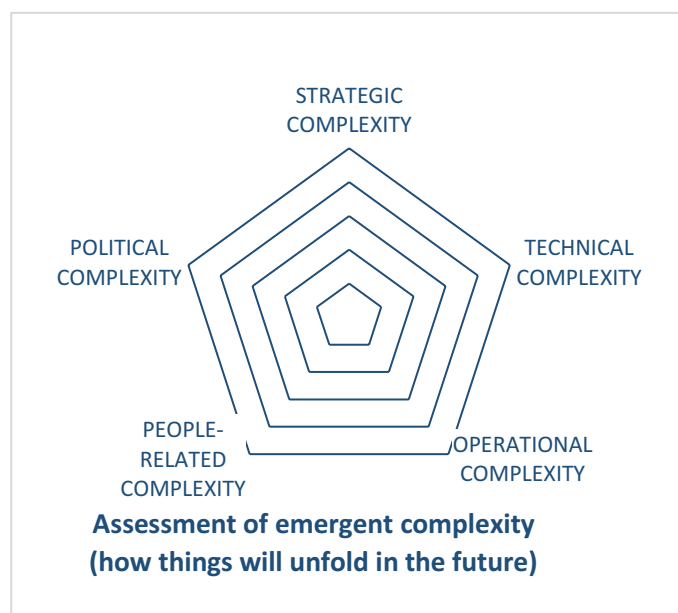 STRATEGIC
COMPLEXITY
POLITICAL
COMPLEXITY
TECHNICAL
COMPLEXITY
PEOPLE-
RELATED
COMPLEXITY
OPERATIONAL
COMPLEXITY
Assessment of emergent complexity
(how things will unfold in the future)